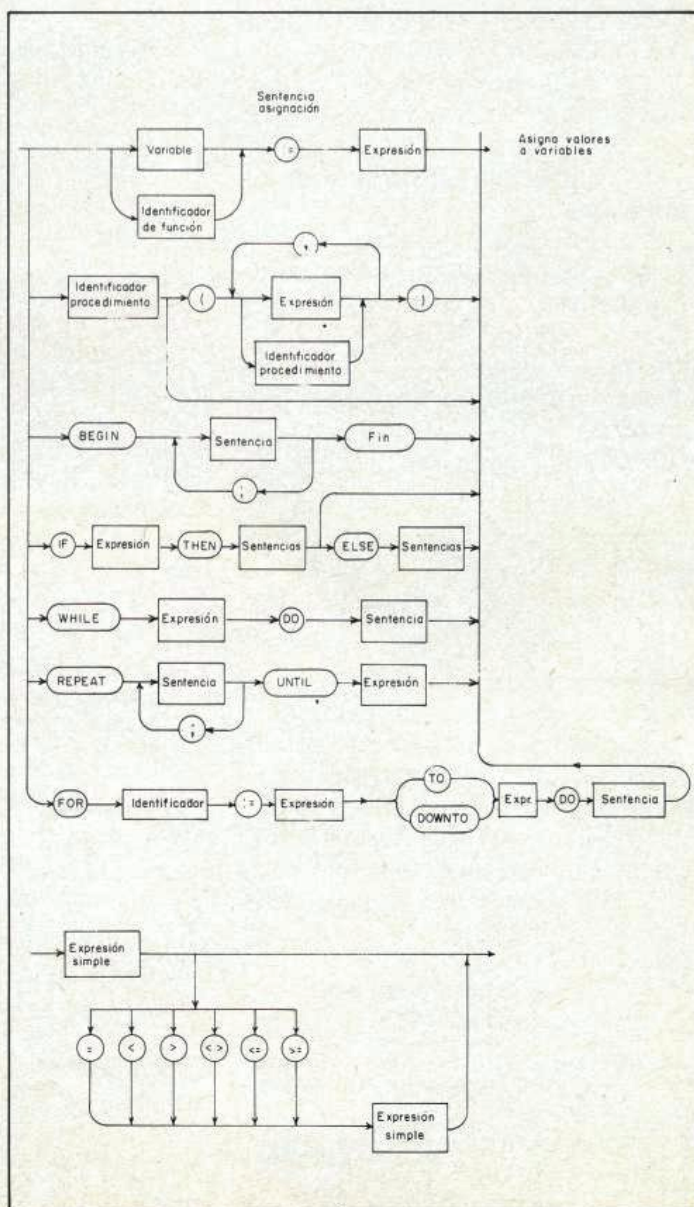 Sentencia
asignación
Variable
:=
Expresión
Asigna valores
a variables
Identificador
de función
,
Identificador
procedimiento
(
Expresión
)
Identificador
procedimiento
BEGIN
Sentencia
Fin
;
IF
Expresión
THEN
Sentencias
ELSE
Sentencias
WHILE
Expresión
DO
Sentencia
REPEAT
Sentencia
UNTIL
Expresión
;
TO
FOR
Identificador
:=
Expresión
DOWNTO
Expr.
DO
Sentencia
Expresión
simple
=
<
>
< >
<=
>=
Expresión
simple